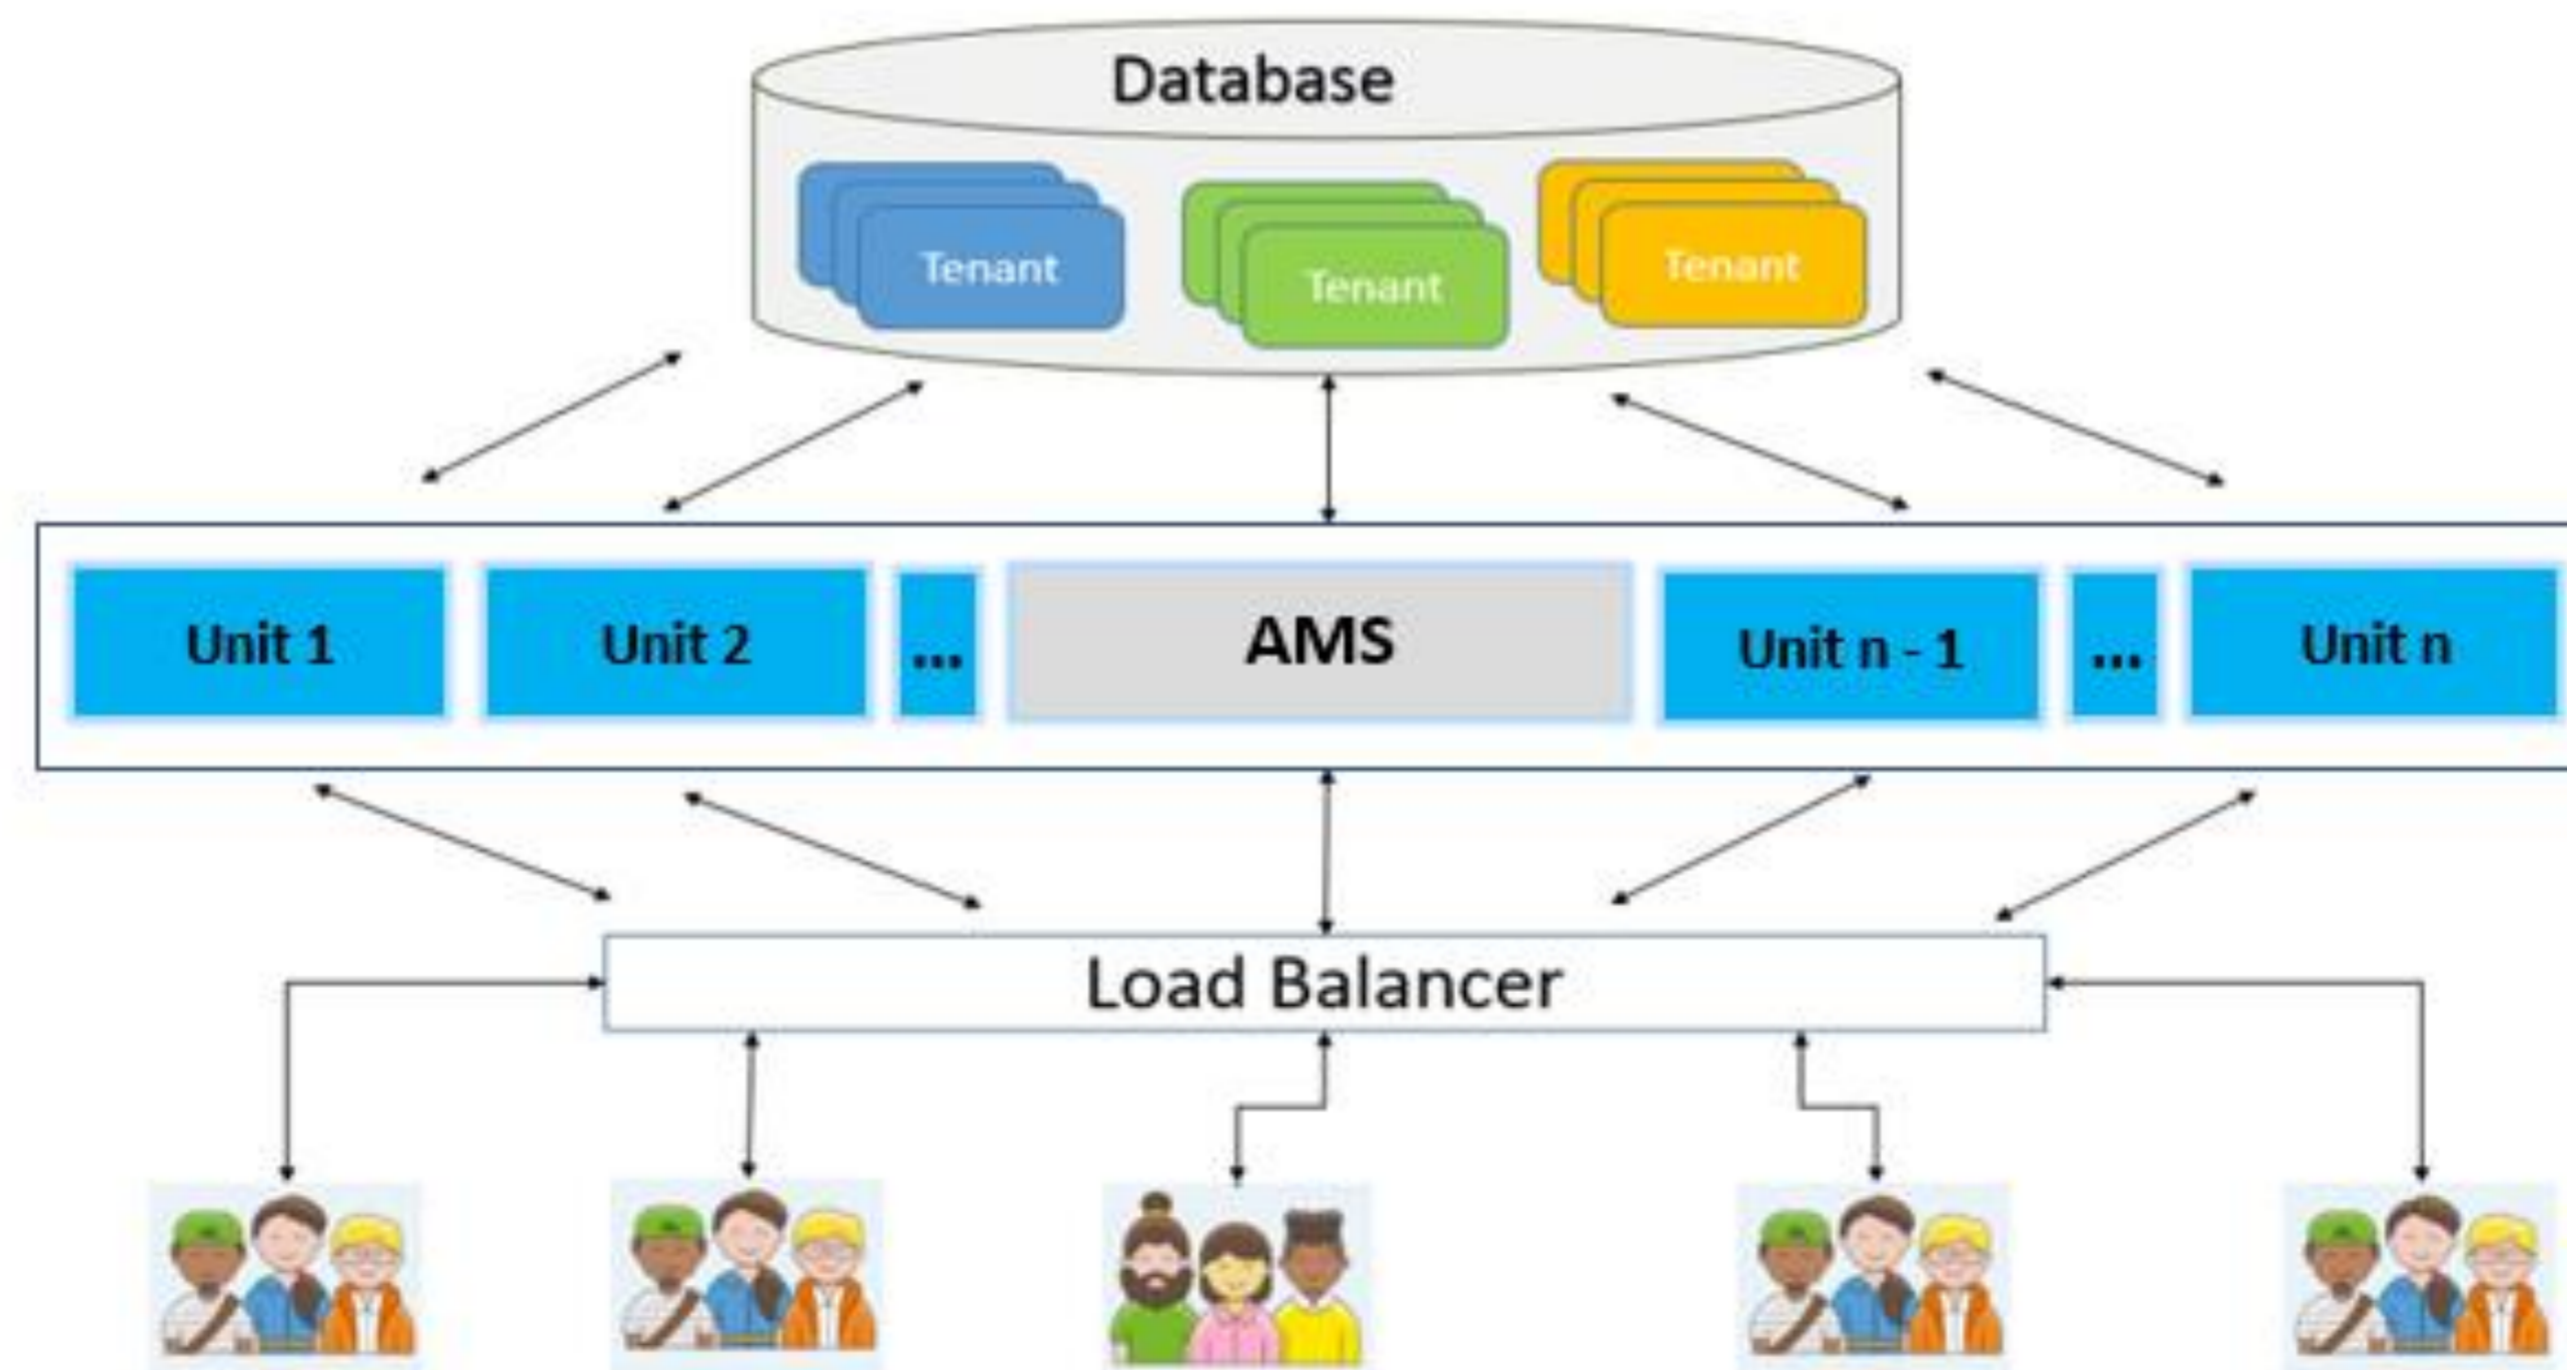 Database
Tenant
Tenant
Tenant
Unit 1
Unit 2
...
AMS
Unit n - 1
...
Unit n
Load Balancer